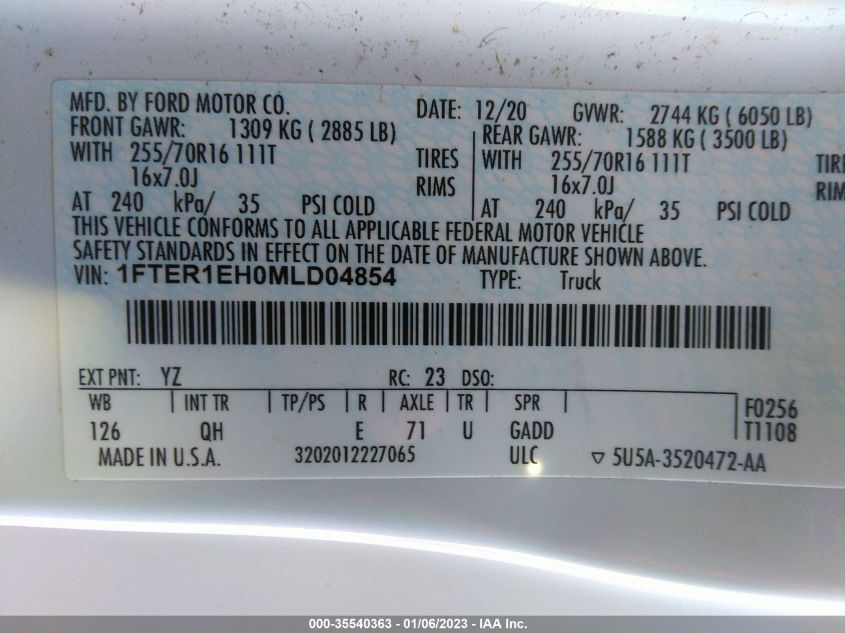 MFD. BY FORD MOTOR CO. DATE: 12/20 GVWR: 2744 KG ( 6050 LB)
FRONT GAWR: 1309 KG ( 2885 LB) REAR GAWR: 1588 KG ( 3500 LB)
WITH 255/70R16 111T TIRES WITH 255/70R16 111T
16x7.0J RIMS 16x7.0J
AT 240 kPa/ 35 PSI COLD AT 240 kPa/ 35 PSI COLD
THIS VEHICLE CONFORMS TO ALL APPLICABLE FEDERAL MOTOR VEHICLE
SAFETY STANDARDS IN EFFECT ON THE DATE OF MANUFACTURE SHOWN ABOVE.
VIN: 1FTER1EH0MLD04854 TYPE: Truck
EXT PNT: YZ RC: 23 DSO:
WB INT TR TP/PS R AXLE TR SPR F0256
126 QH E 71 U GADD T1108
MADE IN U.S.A. 3202012227065 ULC ▽ 5U5A-3520472-AA
000-35540363 - 01/06/2023 - IAA Inc.